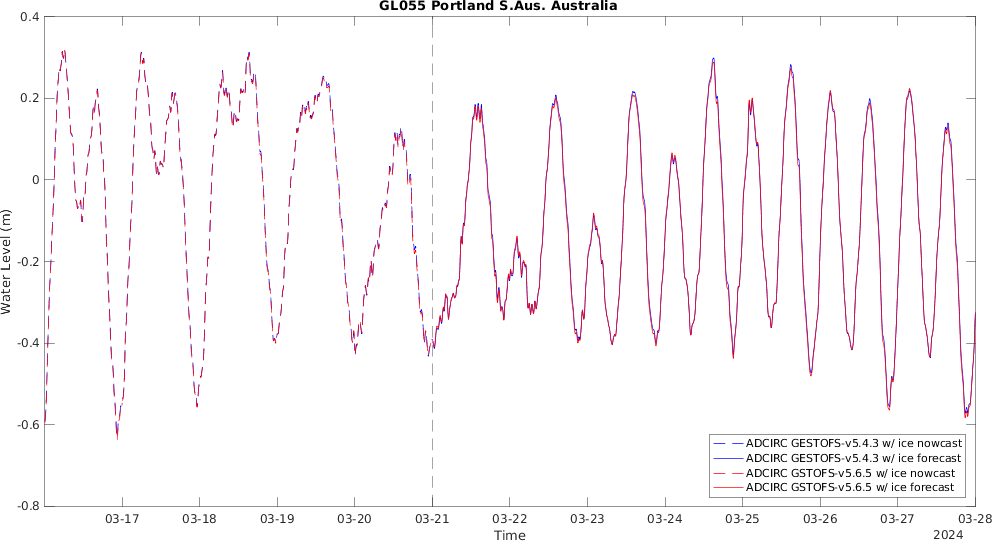 GL055 Portland S.Aus. Australia
0.4
0.2
0
-0.2
-0.4
-0.6
-0.8
Water Level (m)
ADCIRC GESTOFS-v5.4.3 w/ ice nowcast
ADCIRC GESTOFS-v5.4.3 w/ ice forecast
ADCIRC GSTOFS-v5.6.5 w/ ice nowcast
ADCIRC GSTOFS-v5.6.5 w/ ice forecast
03-17 03-18 03-19 03-20 03-21 03-22 03-23 03-24 03-25 03-26 03-27 03-28
Time
2024